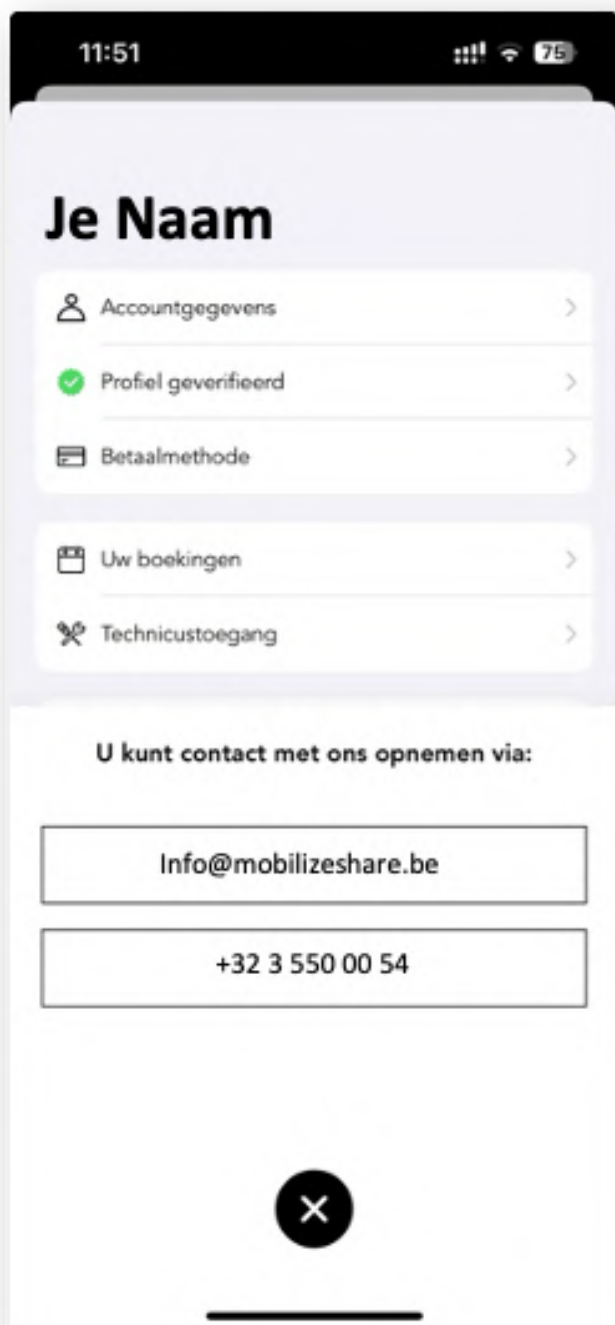 11:51
75
Je Naam
Accountgegevens
Profiel geverifieerd
Betaalmethode
Uw boekingen
Technicustoegang
U kunt contact met ons opnemen via:
Info@mobilizeshare.be
+32 3 550 00 54